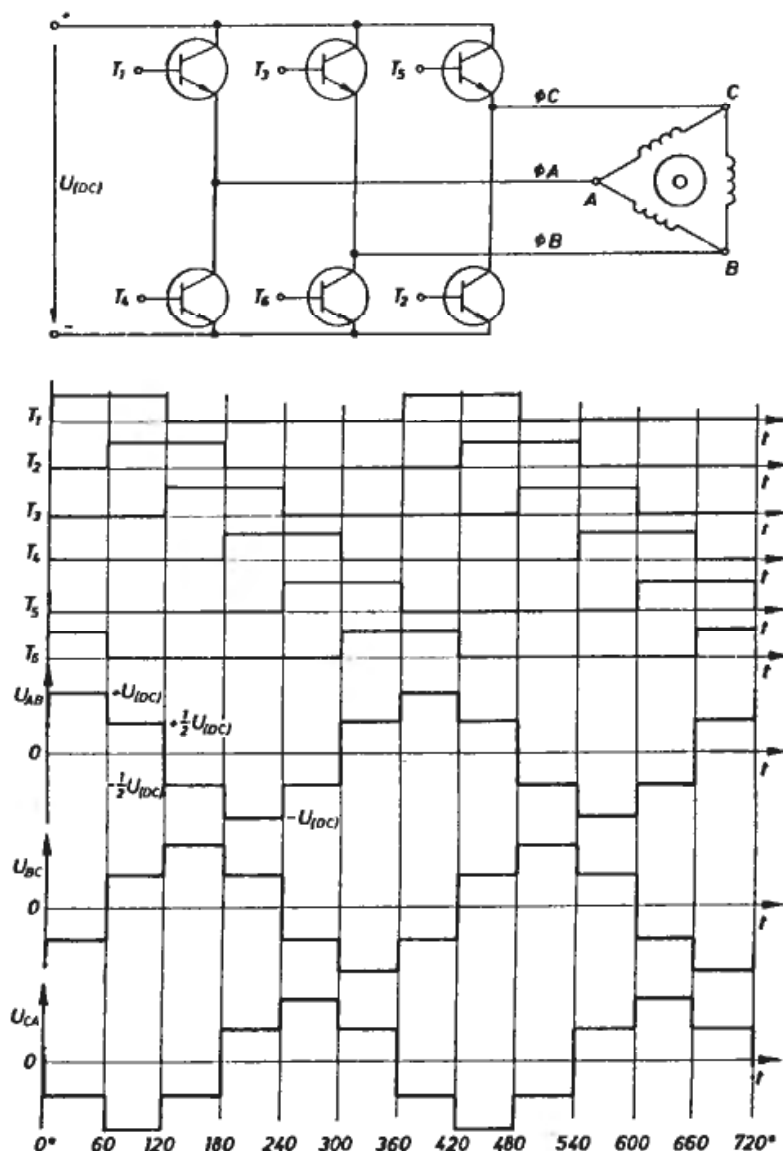 +
T1 T3 T5
C
ϕC
U(DC)
ϕA
A
ϕB
B
T4 T6 T2
-
T1 t
T2 t
T3 t
T4 t
T5 t
T6 t
UAB +U(DC)
+½U(DC)
0 t
-½U(DC)
-U(DC)
UBC
0 t
UCA
0 t
0° 60 120 180 240 300 360 420 480 540 600 660 720°